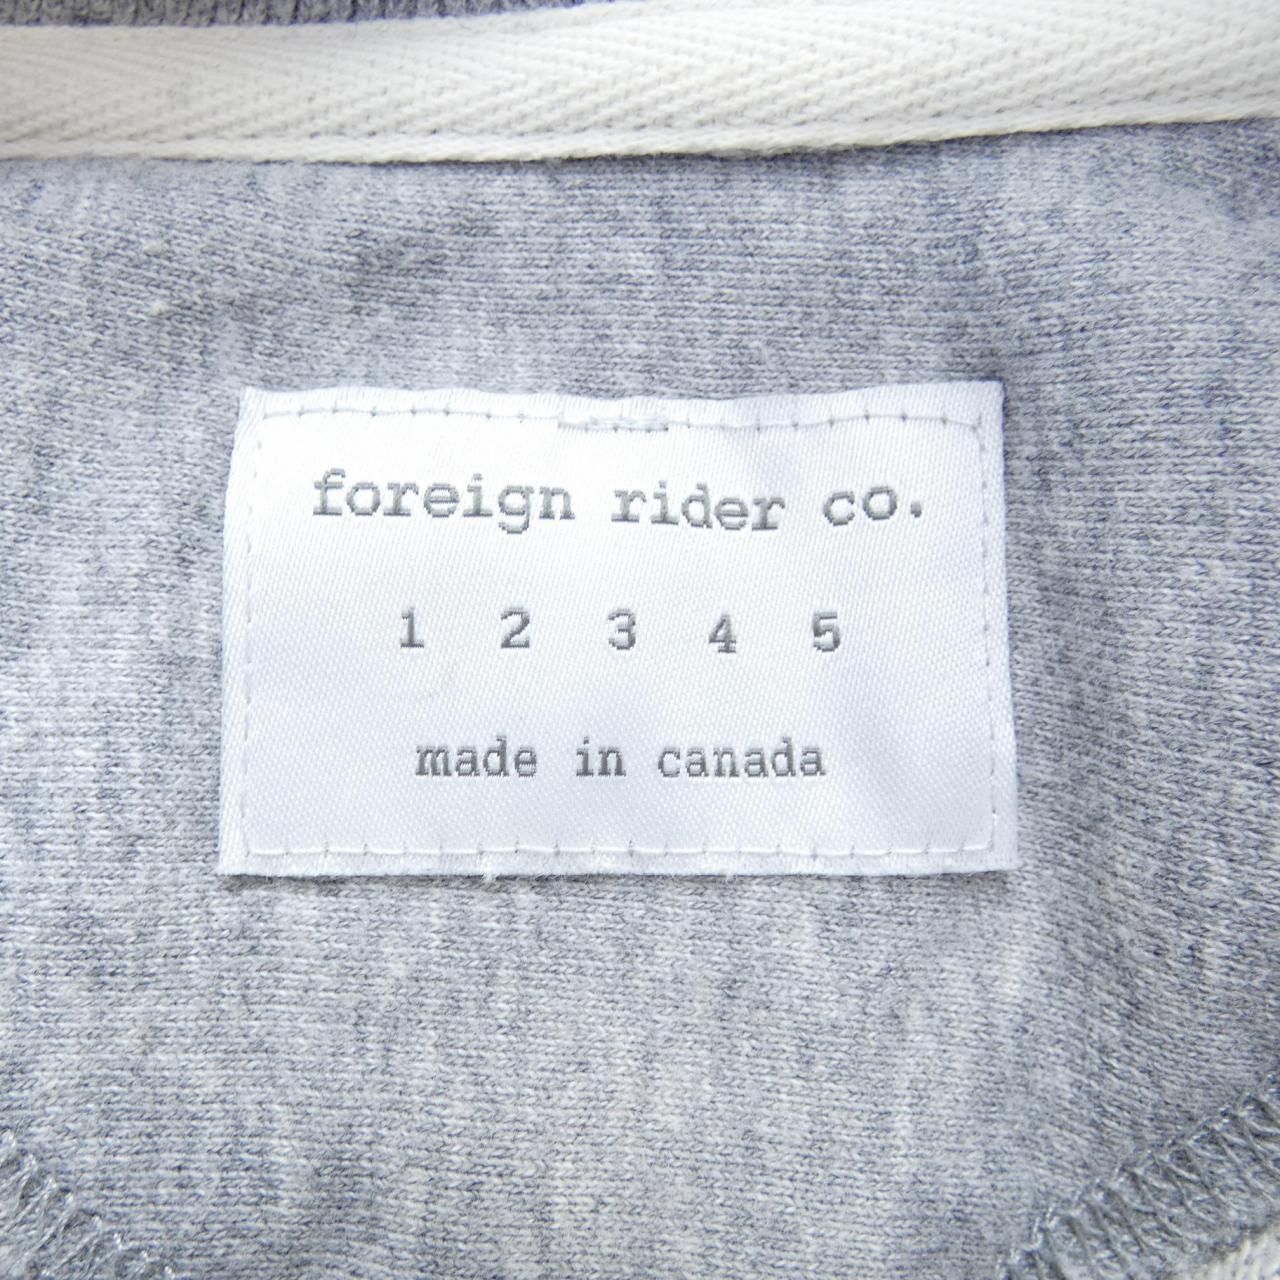 foreign rider co.
1 2 3 4 5
made in canada